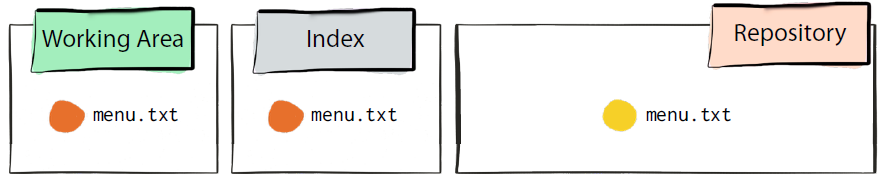 Working Area
Index
Repository
menu.txt
menu.txt
menu.txt